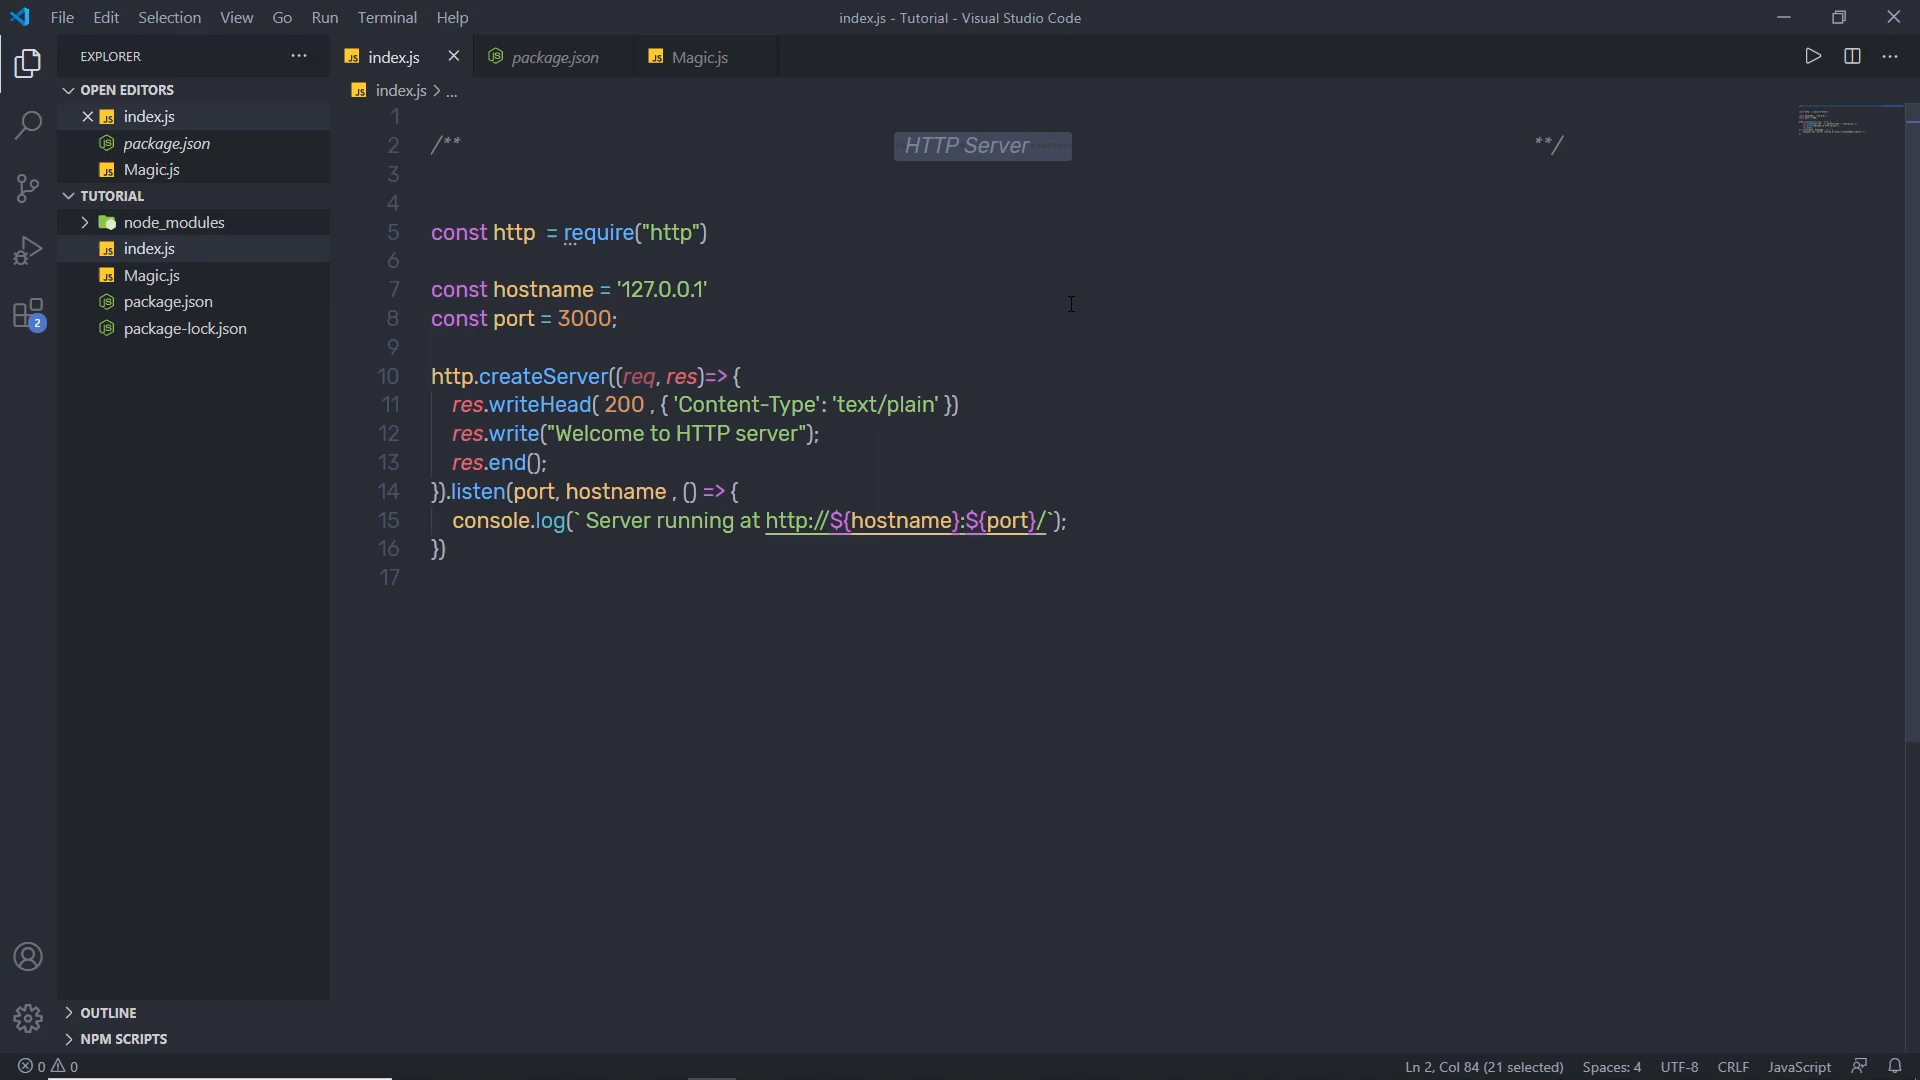 File Edit Selection View Go Run Terminal Help
index.js - Tutorial - Visual Studio Code
EXPLORER
index.js
package.json
Magic.js
OPEN EDITORS
index.js > ...
index.js
package.json
Magic.js
TUTORIAL
node_modules
index.js
Magic.js
package.json
package-lock.json
1
2 /** HTTP Server **/
3
4
5 const http = require("http")
6
7 const hostname = '127.0.0.1'
8 const port = 3000;
9
10 http.createServer((req, res)=> {
11 res.writeHead( 200 , { 'Content-Type': 'text/plain' })
12 res.write("Welcome to HTTP server");
13 res.end();
14 }).listen(port, hostname , () => {
15 console.log(` Server running at http://${hostname}:${port}/`);
16 })
17
2
OUTLINE
NPM SCRIPTS
0 0
Ln 2, Col 84 (21 selected) Spaces: 4 UTF-8 CRLF JavaScript